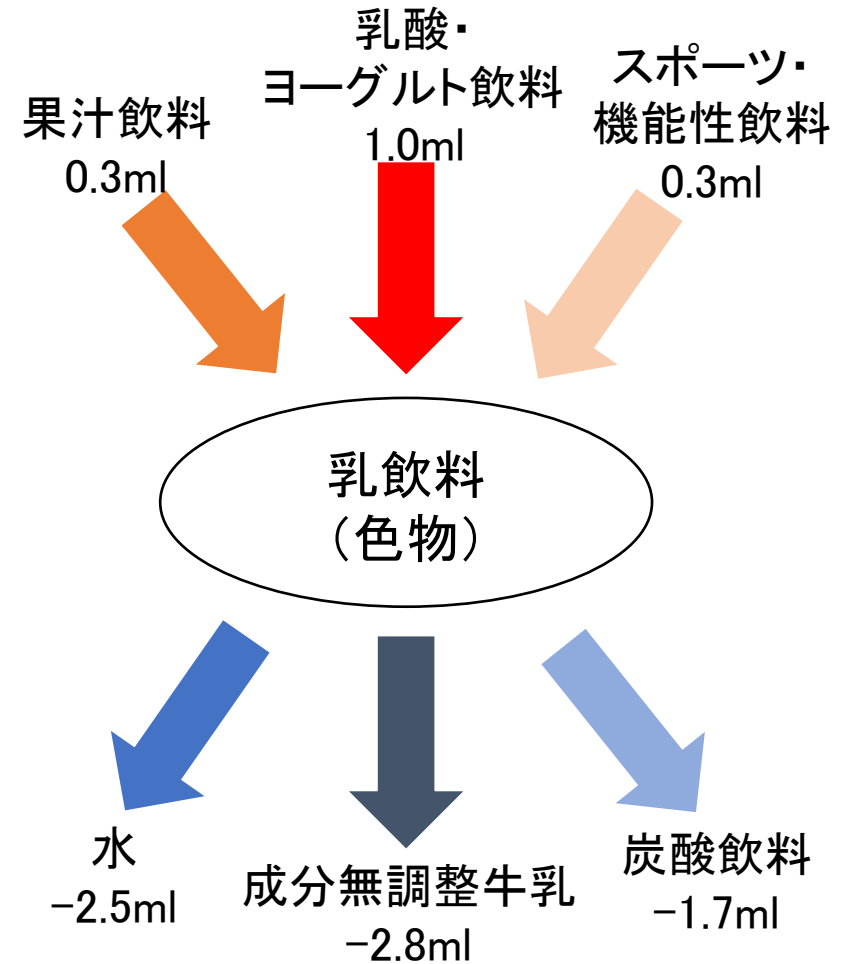 果汁飲料
0.3ml
乳酸・
ヨーグルト飲料
1.0ml
スポーツ・
機能性飲料
0.3ml
乳飲料
（色物）
水
−2.5ml
成分無調整牛乳
−2.8ml
炭酸飲料
−1.7ml